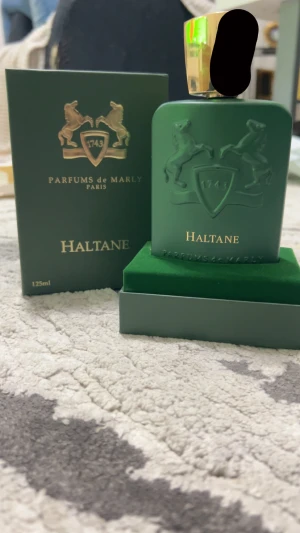 1743
PARFUMS de MARLY
PARIS
HALTANE
125ml
1743
HALTANE
PARFUMS de MARLY